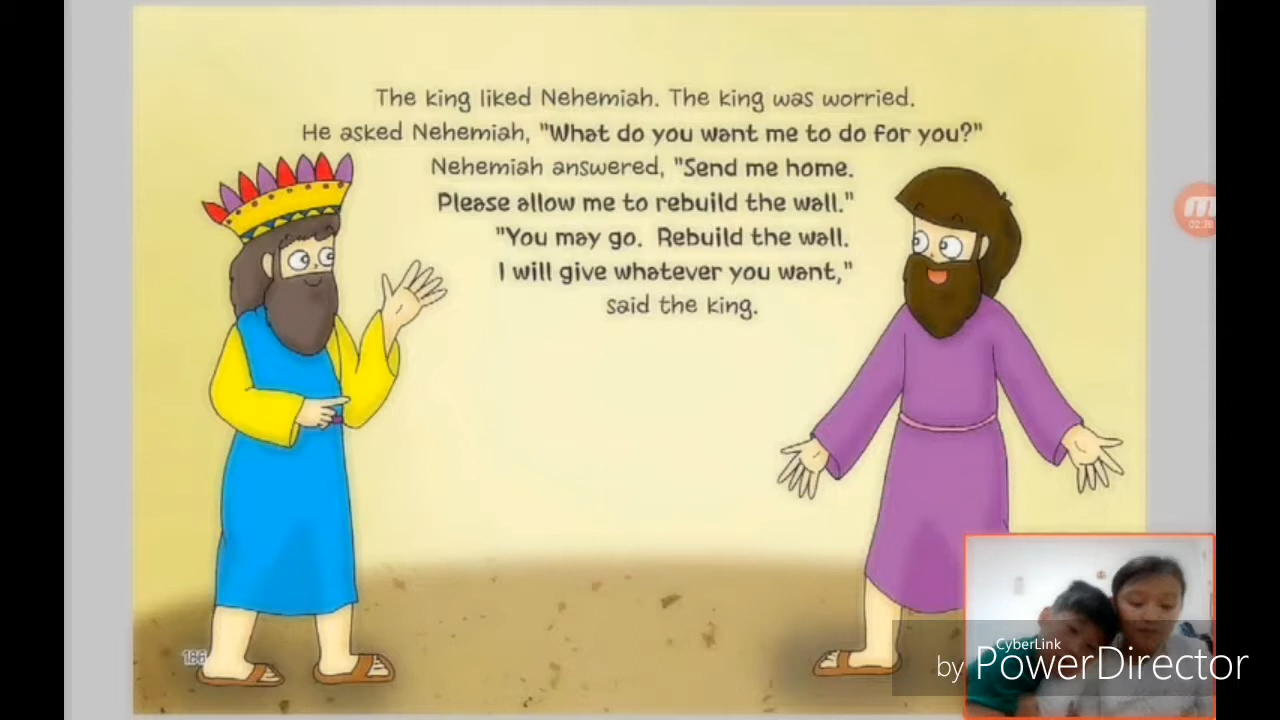 The king liked Nehemiah. The king was worried.
He asked Nehemiah, "What do you want me to do for you?"
Nehemiah answered, "Send me home.
Please allow me to rebuild the wall."
"You may go. Rebuild the wall.
I will give whatever you want,"
said the king.
02:38
186
CyberLink
by PowerDirector